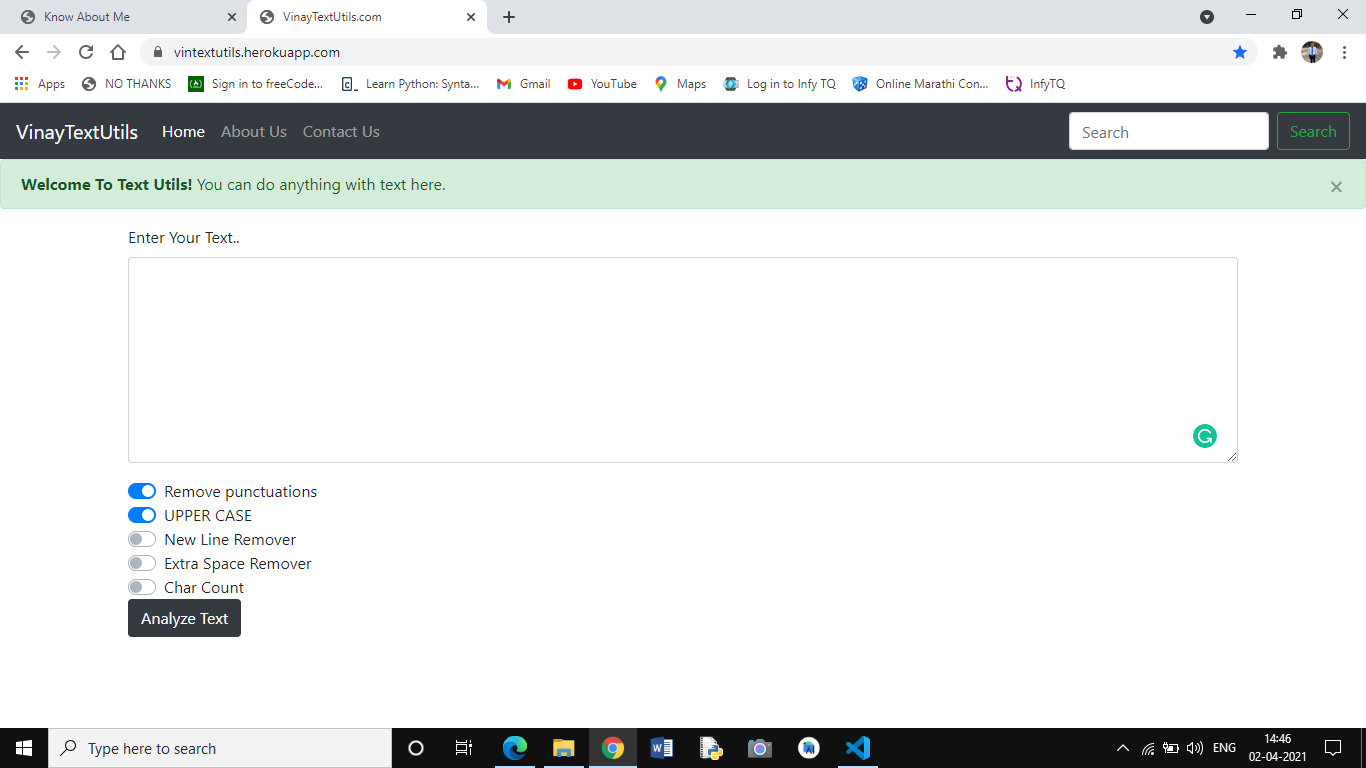 Know About Me
VinayTextUtils.com
vintextutils.herokuapp.com
Apps NO THANKS Sign in to freeCode... Learn Python: Synta... Gmail YouTube Maps Log in to Infy TQ Online Marathi Con... InfyTQ
VinayTextUtils Home About Us Contact Us Search Search
Welcome To Text Utils! You can do anything with text here. ×
Enter Your Text..
Remove punctuations
UPPER CASE
New Line Remover
Extra Space Remover
Char Count
Analyze Text
Type here to search
ENG
14:46
02-04-2021